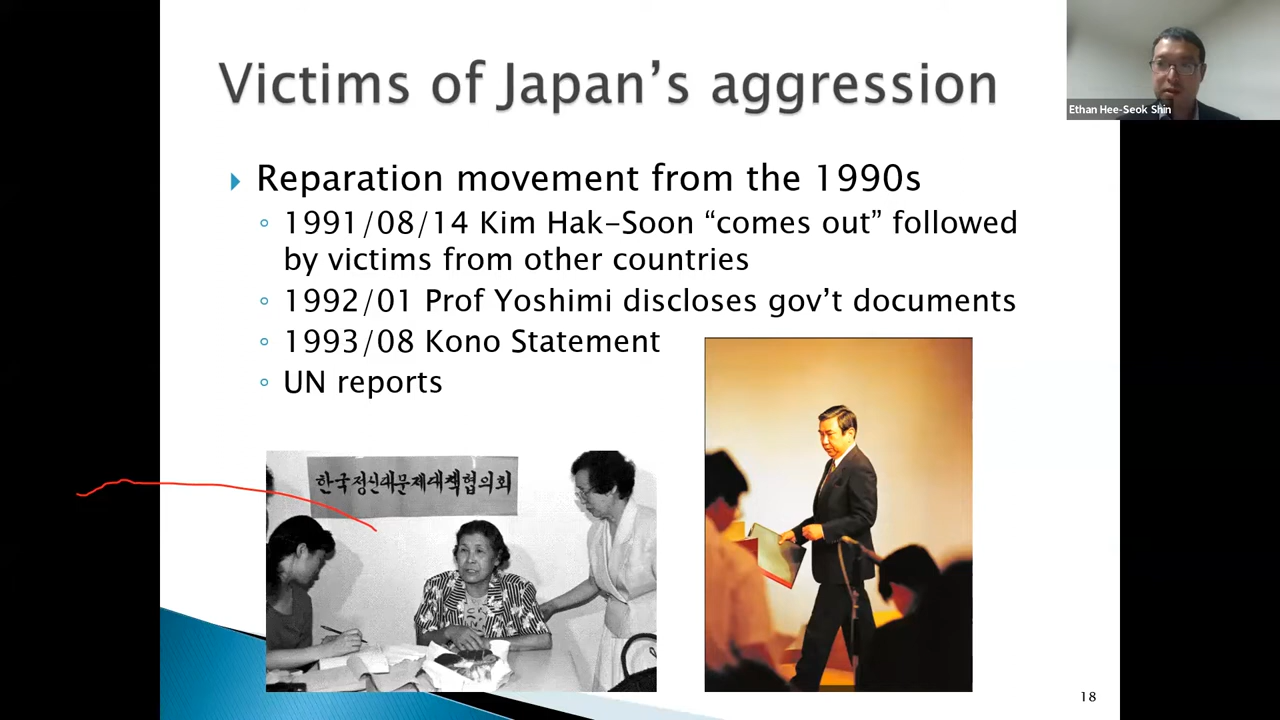 Victims of Japan’s aggression
Ethan Hee-Seok Shin
Reparation movement from the 1990s
1991/08/14 Kim Hak-Soon “comes out” followed
by victims from other countries
1992/01 Prof Yoshimi discloses gov’t documents
1993/08 Kono Statement
UN reports
한국정신대문제대책협의회
18